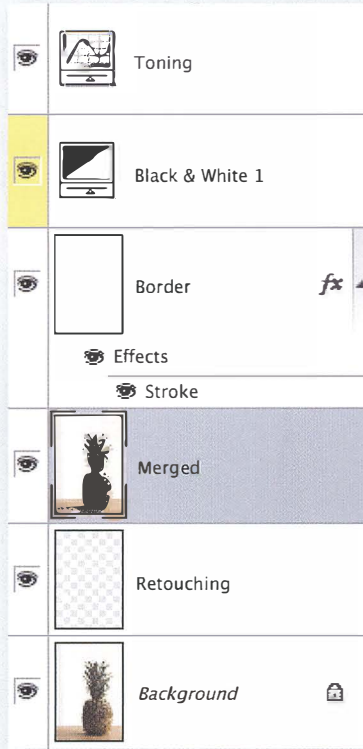 Toning
Black & White 1
Border fx
Effects
Stroke
Merged
Retouching
Background